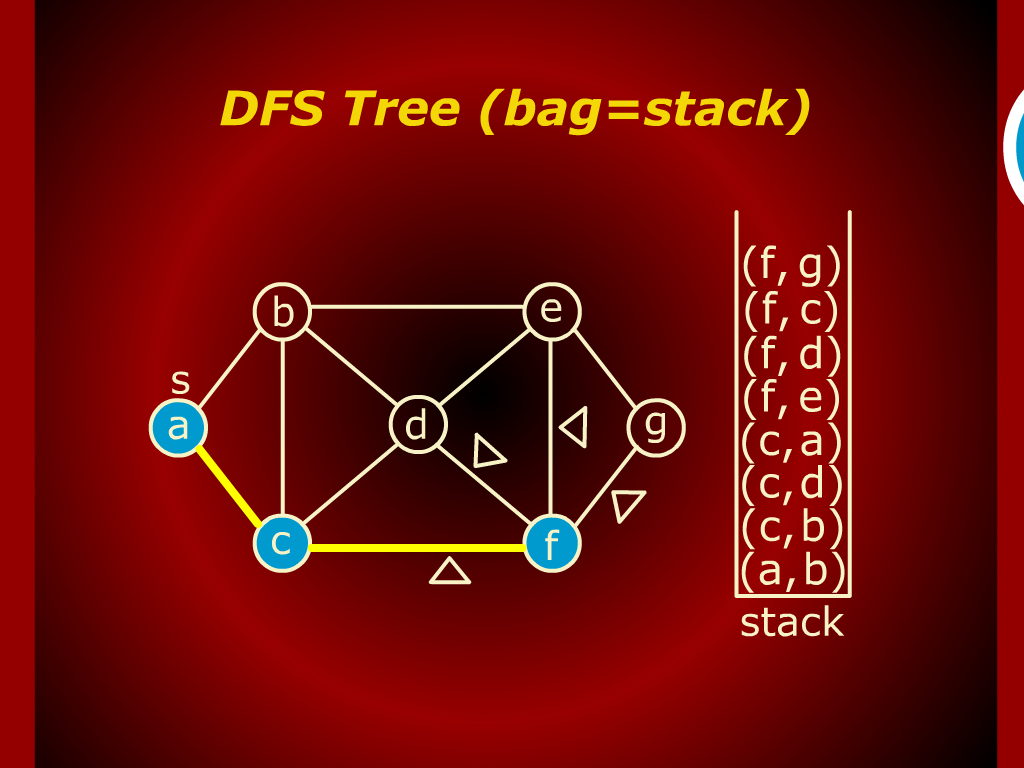 DFS Tree (bag=stack)
b
e
s
a
d
g
c
f
(f, g)
(f, c)
(f, d)
(f, e)
(c, a)
(c, d)
(c, b)
(a, b)
stack